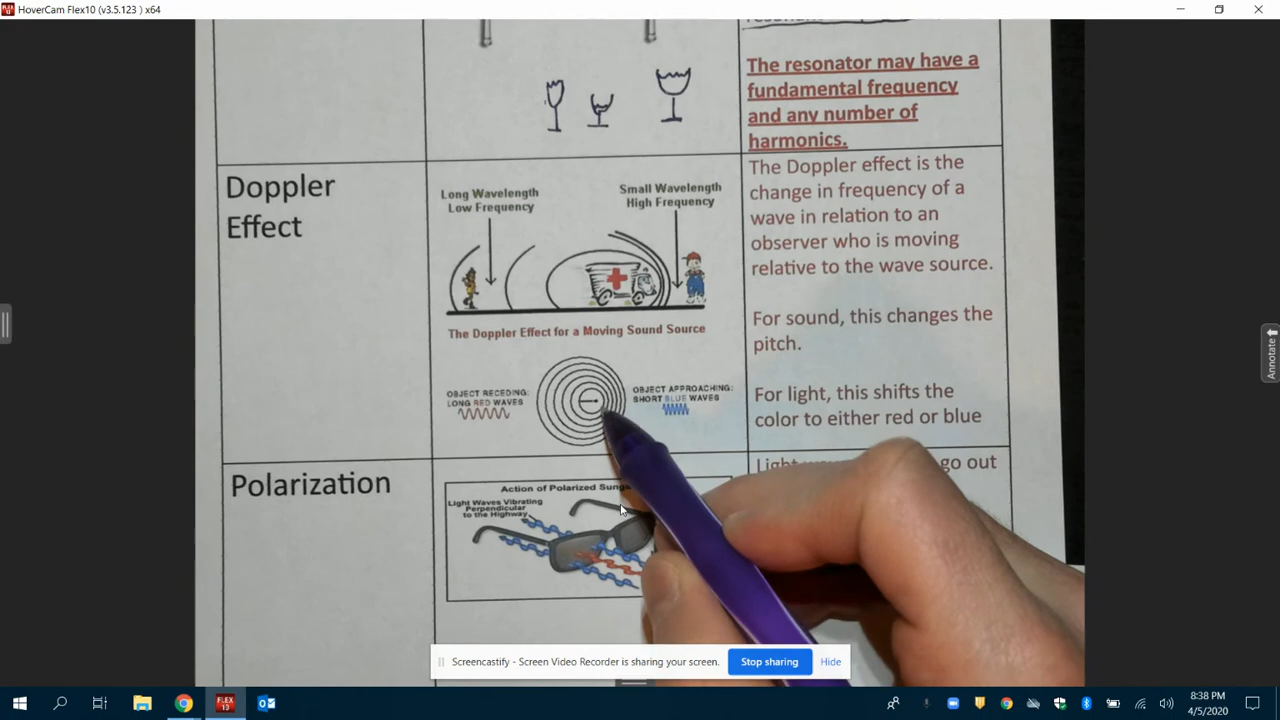 HoverCam Flex10 (v3.5.123 ) x64
The resonator may have a
fundamental frequency
and any number of
harmonics.
Doppler
Effect
Long Wavelength
Low Frequency
Small Wavelength
High Frequency
The Doppler Effect for a Moving Sound Source
OBJECT RECEDING:
LONG RED WAVES
OBJECT APPROACHING:
SHORT BLUE WAVES
The Doppler effect is the
change in frequency of a
wave in relation to an
observer who is moving
relative to the wave source.
For sound, this changes the
pitch.
For light, this shifts the
color to either red or blue
Polarization
Action of Polarized
Light Waves Vibrating
Perpendicular
to the Highway
go out
Annotate
Screencastify - Screen Video Recorder is sharing your screen.
Stop sharing
Hide
FLEX
13
8:38 PM
4/5/2020